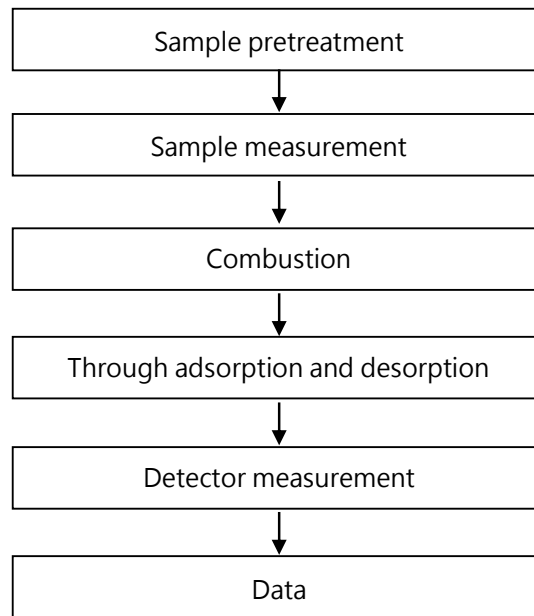 Sample pretreatment
Sample measurement
Combustion
Through adsorption and desorption
Detector measurement
Data